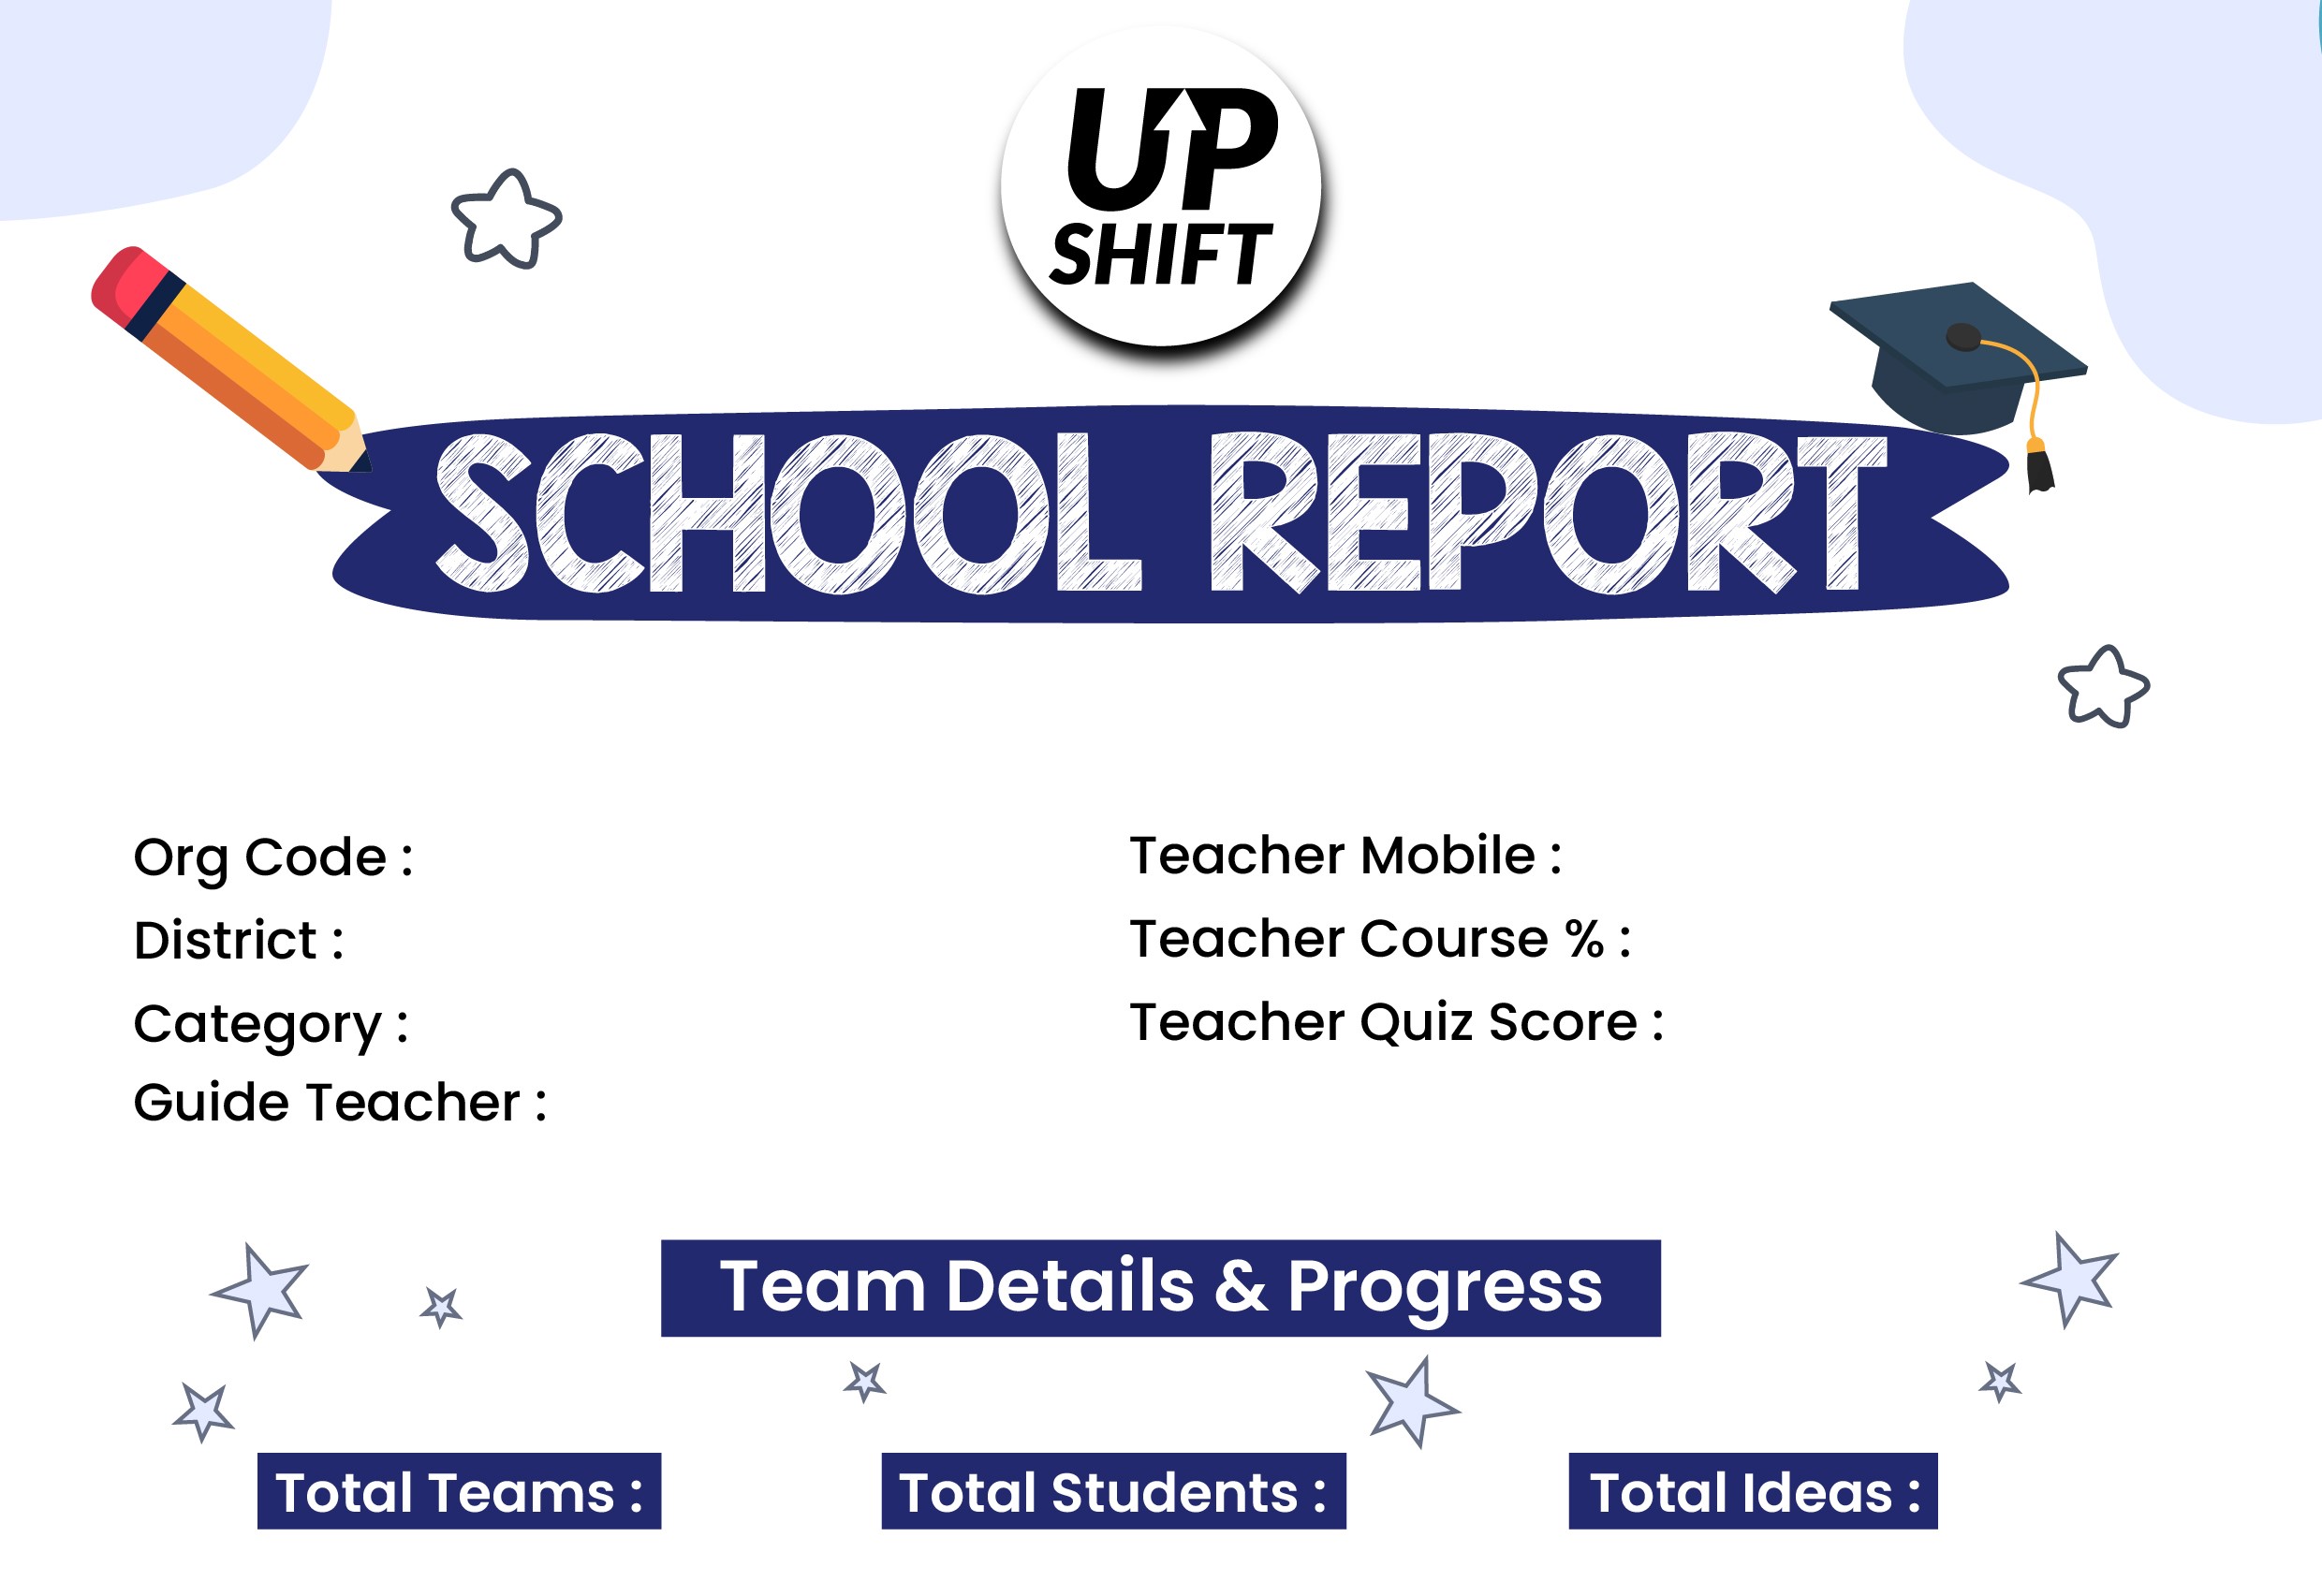 UP
SHIFT
SCHOOL REPORT
Org Code :
District :
Category :
Guide Teacher :
Teacher Mobile :
Teacher Course % :
Teacher Quiz Score :
Team Details & Progress
Total Teams :
Total Students :
Total Ideas :